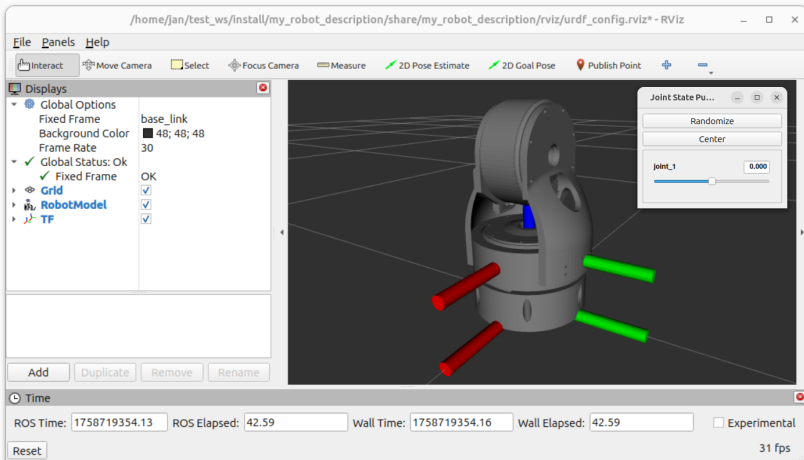 /home/jan/test_ws/install/my_robot_description/share/my_robot_description/rviz/urdf_config.rviz* - RViz
File Panels Help
Interact Move Camera Select Focus Camera Measure 2D Pose Estimate 2D Goal Pose Publish Point
Displays
Global Options
Fixed Frame base_link
Background Color 48; 48; 48
Frame Rate 30
Global Status: Ok
Fixed Frame OK
Grid
RobotModel
TF
Joint State Pu...
Randomize
Center
joint_1 0.000
Add Duplicate Remove Rename
Time
ROS Time: 1758719354.13 ROS Elapsed: 42.59 Wall Time: 1758719354.16 Wall Elapsed: 42.59 Experimental
Reset 31 fps